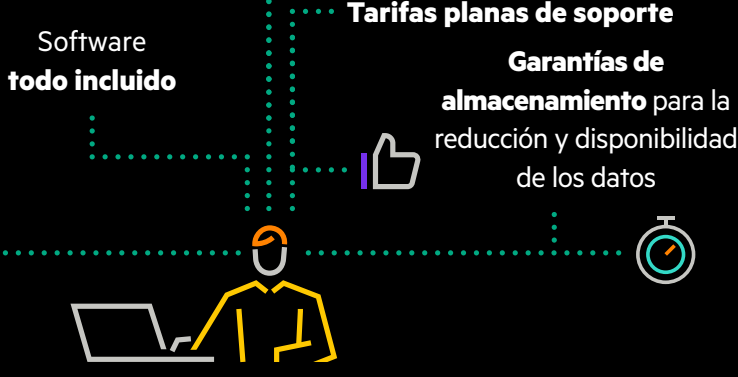 Tarifas planas de soporte
Software
todo incluido
Garantías de
almacenamiento para la
reducción y disponibilidad
de los datos